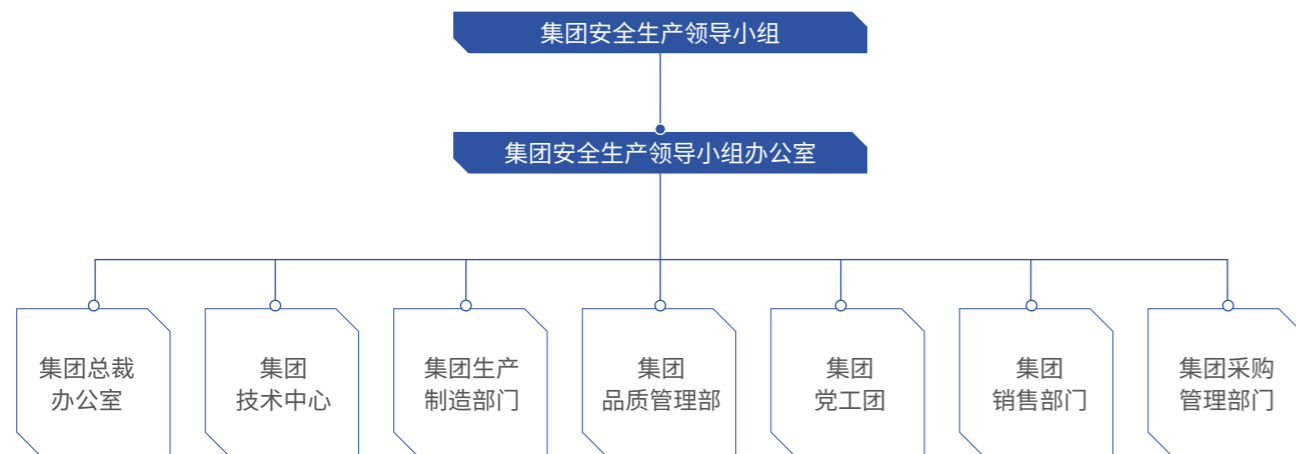 集团安全生产领导小组
集团安全生产领导小组办公室
集团总裁
办公室
集团
技术中心
集团生产
制造部门
集团
品质管理部
集团
党工团
集团
销售部门
集团采购
管理部门